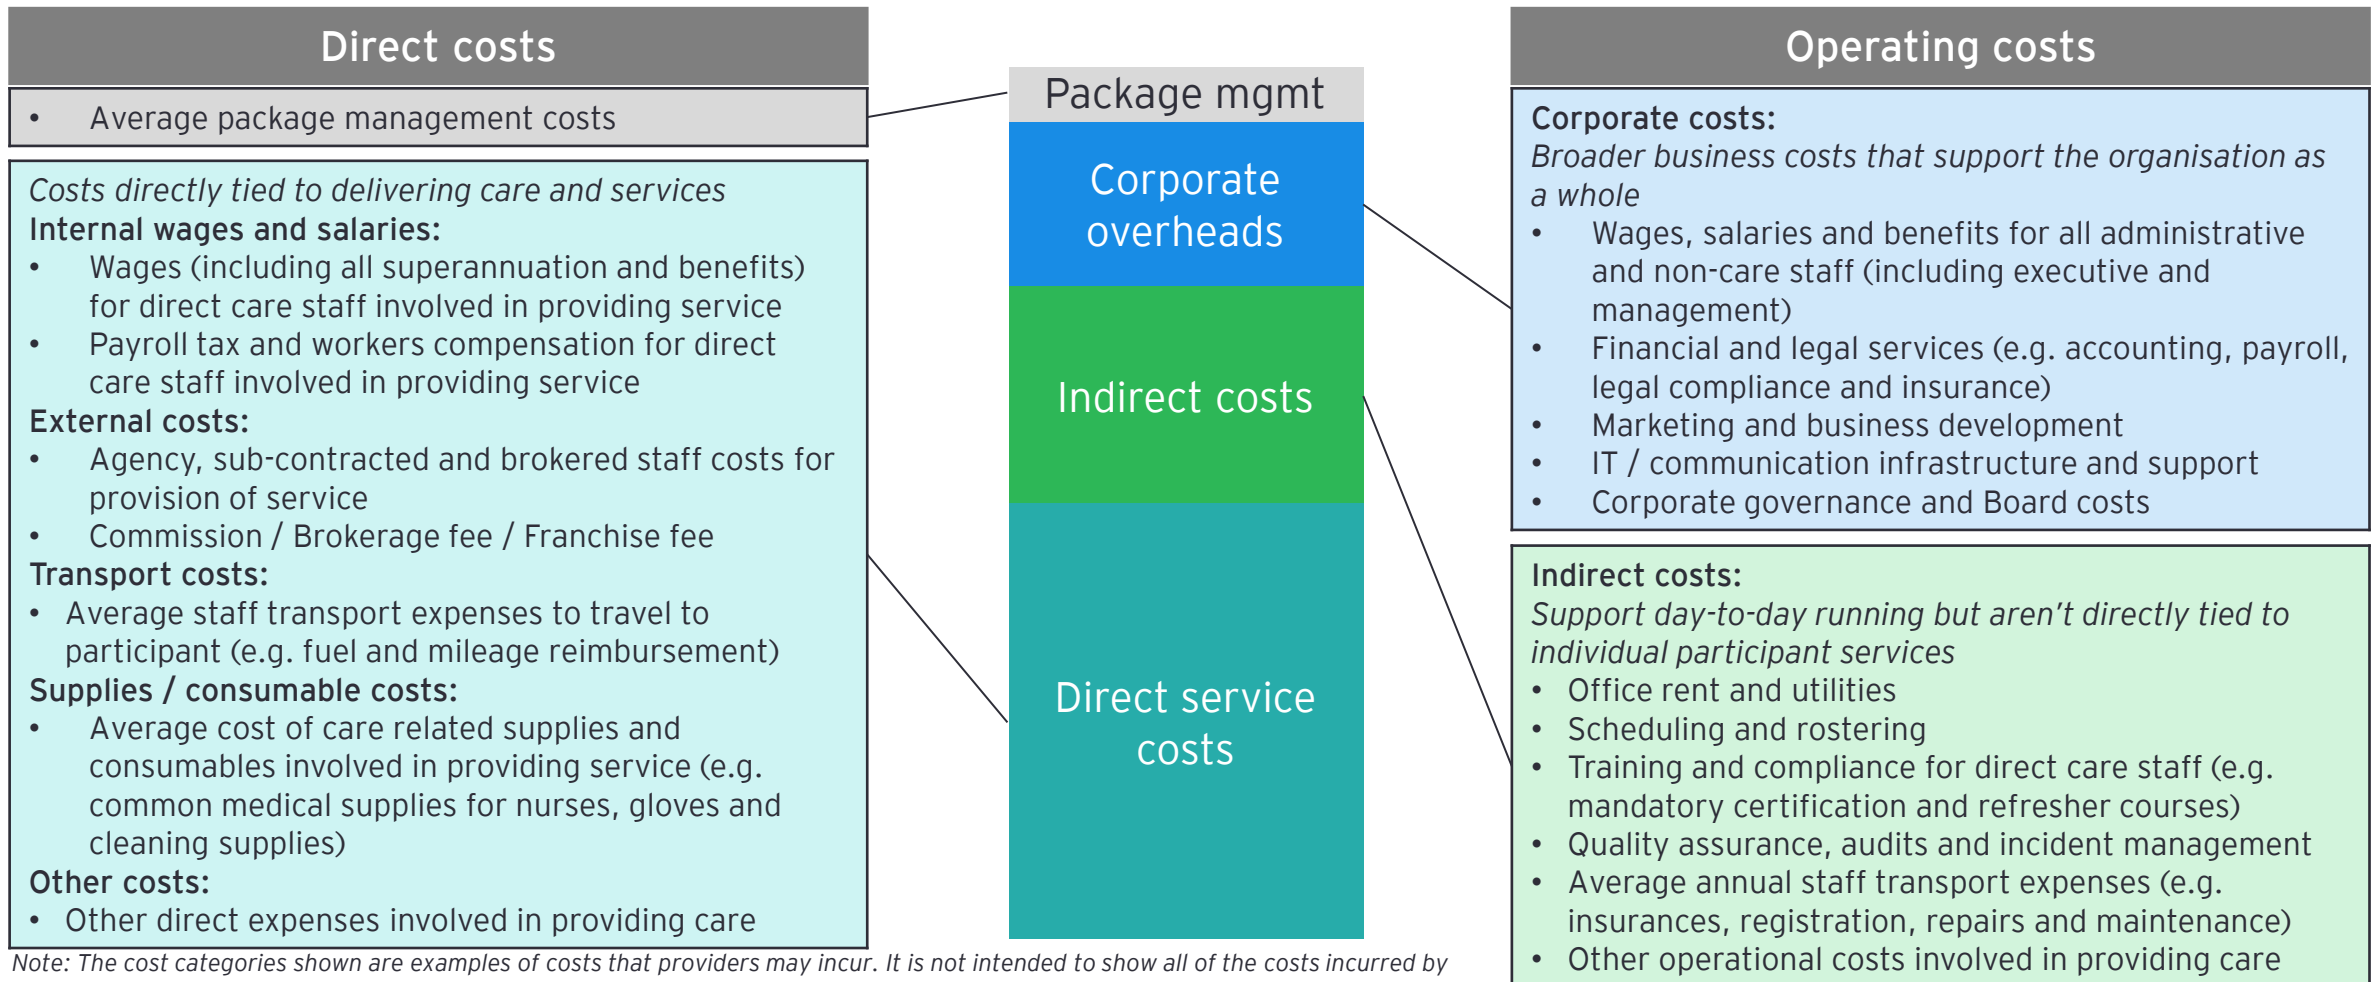 Direct costs
• Average package management costs
Costs directly tied to delivering care and services
Internal wages and salaries:
• Wages (including all superannuation and benefits)
for direct care staff involved in providing service
• Payroll tax and workers compensation for direct
care staff involved in providing service
External costs:
• Agency, sub-contracted and brokered staff costs for
provision of service
• Commission / Brokerage fee / Franchise fee
Transport costs:
• Average staff transport expenses to travel to
participant (e.g. fuel and mileage reimbursement)
Supplies / consumable costs:
• Average cost of care related supplies and
consumables involved in providing service (e.g.
common medical supplies for nurses, gloves and
cleaning supplies)
Other costs:
• Other direct expenses involved in providing care
Note: The cost categories shown are examples of costs that providers may incur. It is not intended to show all of the costs incurred by
Package mgmt
Corporate
overheads
Indirect costs
Direct service
costs
Operating costs
Corporate costs:
Broader business costs that support the organisation as
a whole
• Wages, salaries and benefits for all administrative
and non-care staff (including executive and
management)
• Financial and legal services (e.g. accounting, payroll,
legal compliance and insurance)
• Marketing and business development
• IT / communication infrastructure and support
• Corporate governance and Board costs
Indirect costs:
Support day-to-day running but aren't directly tied to
individual participant services
• Office rent and utilities
• Scheduling and rostering
• Training and compliance for direct care staff (e.g.
mandatory certification and refresher courses)
• Quality assurance, audits and incident management
• Average annual staff transport expenses (e.g.
insurances, registration, repairs and maintenance)
• Other operational costs involved in providing care